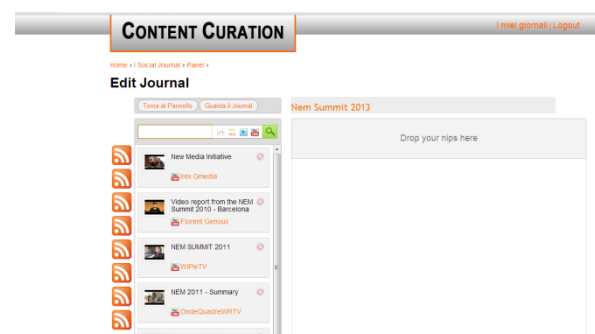 CONTENT CURATION
I miei giornali | Logout
Home › I Social Journal › Panel ›
Edit Journal
Torna al Pannello
Guarda il Journal
Nem Summit 2013
Drop your nips here
New Media Initiative
Irex Gmedia
Video report from the NEM
Summit 2010 - Barcelona
Florent Genoux
NEM SUMMIT 2011
WiPieTV
NEM 2011 - Summary
OndeQuadreWRTV